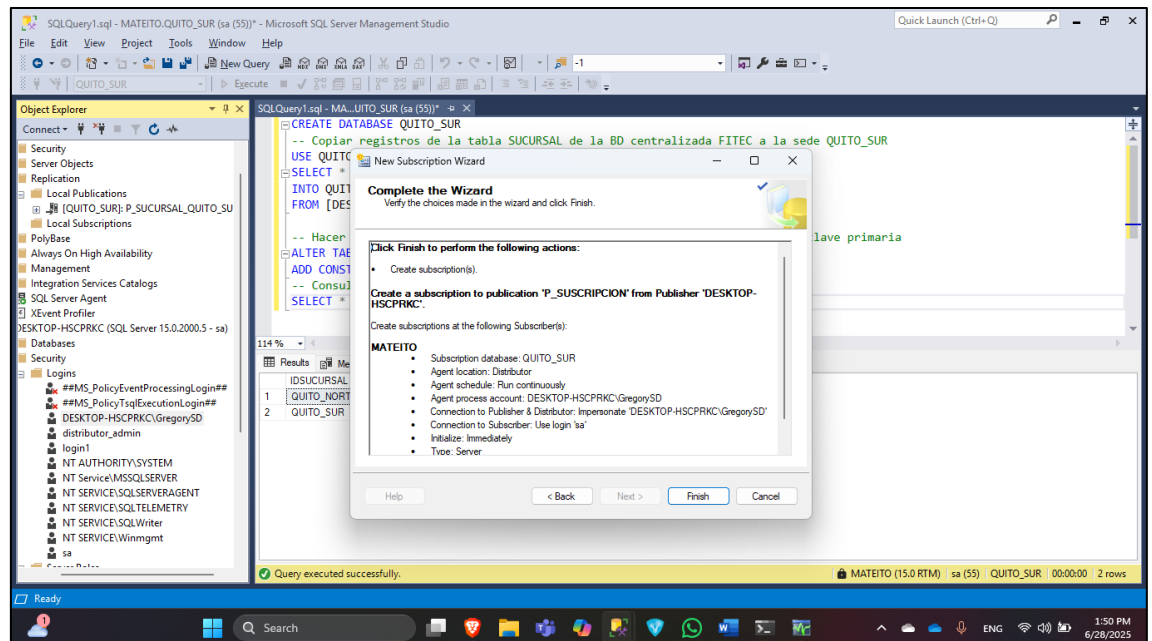 SQLQuery1.sql - MATEITO.QUITO_SUR (sa (55))* - Microsoft SQL Server Management Studio
Quick Launch (Ctrl+Q)
File Edit View Project Tools Window Help
New Query
-1
QUITO_SUR
Execute
Object Explorer
Connect
Security
Server Objects
Replication
Local Publications
[QUITO_SUR]: P_SUCURSAL_QUITO_SU
Local Subscriptions
PolyBase
Always On High Availability
Management
Integration Services Catalogs
SQL Server Agent
XEvent Profiler
DESKTOP-HSCPRKC (SQL Server 15.0.2000.5 - sa)
Databases
Security
Logins
##MS_PolicyEventProcessingLogin##
##MS_PolicyTsqlExecutionLogin##
DESKTOP-HSCPRKC\GregorySD
distributor_admin
login1
NT AUTHORITY\SYSTEM
NT Service\MSSQLSERVER
NT SERVICE\SQLSERVERAGENT
NT SERVICE\SQLTELEMETRY
NT SERVICE\SQLWriter
NT SERVICE\Winmgmt
sa
SQLQuery1.sql - MA...UITO_SUR (sa (55))*
CREATE DATABASE QUITO_SUR
-- Copiar registros de la tabla SUCURSAL de la BD centralizada FITEC a la sede QUITO_SUR
USE QUITO
SELECT *
INTO QUIT
FROM [DES
-- Hacer
lave primaria
ALTER TAB
ADD CONST
-- Consul
SELECT *
114 %
Results Me
IDSUCURSAL
1 QUITO_NORT
2 QUITO_SUR
New Subscription Wizard
Complete the Wizard
Verify the choices made in the wizard and click Finish.
Click Finish to perform the following actions:
• Create subscription(s).
Create a subscription to publication 'P_SUSCRIPCION' from Publisher 'DESKTOP-
HSCPRKC'.
Create subscriptions at the following Subscriber(s):
MATEITO
• Subscription database: QUITO_SUR
• Agent location: Distributor
• Agent schedule: Run continuously
• Agent process account: DESKTOP-HSCPRKC\GregorySD
• Connection to Publisher & Distributor: Impersonate 'DESKTOP-HSCPRKC\GregorySD'
• Connection to Subscriber: Use login 'sa'
• Initialize: Immediately
• Type: Server
Help < Back Next > Finish Cancel
Query executed successfully.
MATEITO (15.0 RTM) sa (55) QUITO_SUR 00:00:00 2 rows
Ready
1
Search
ENG
1:50 PM
6/28/2025